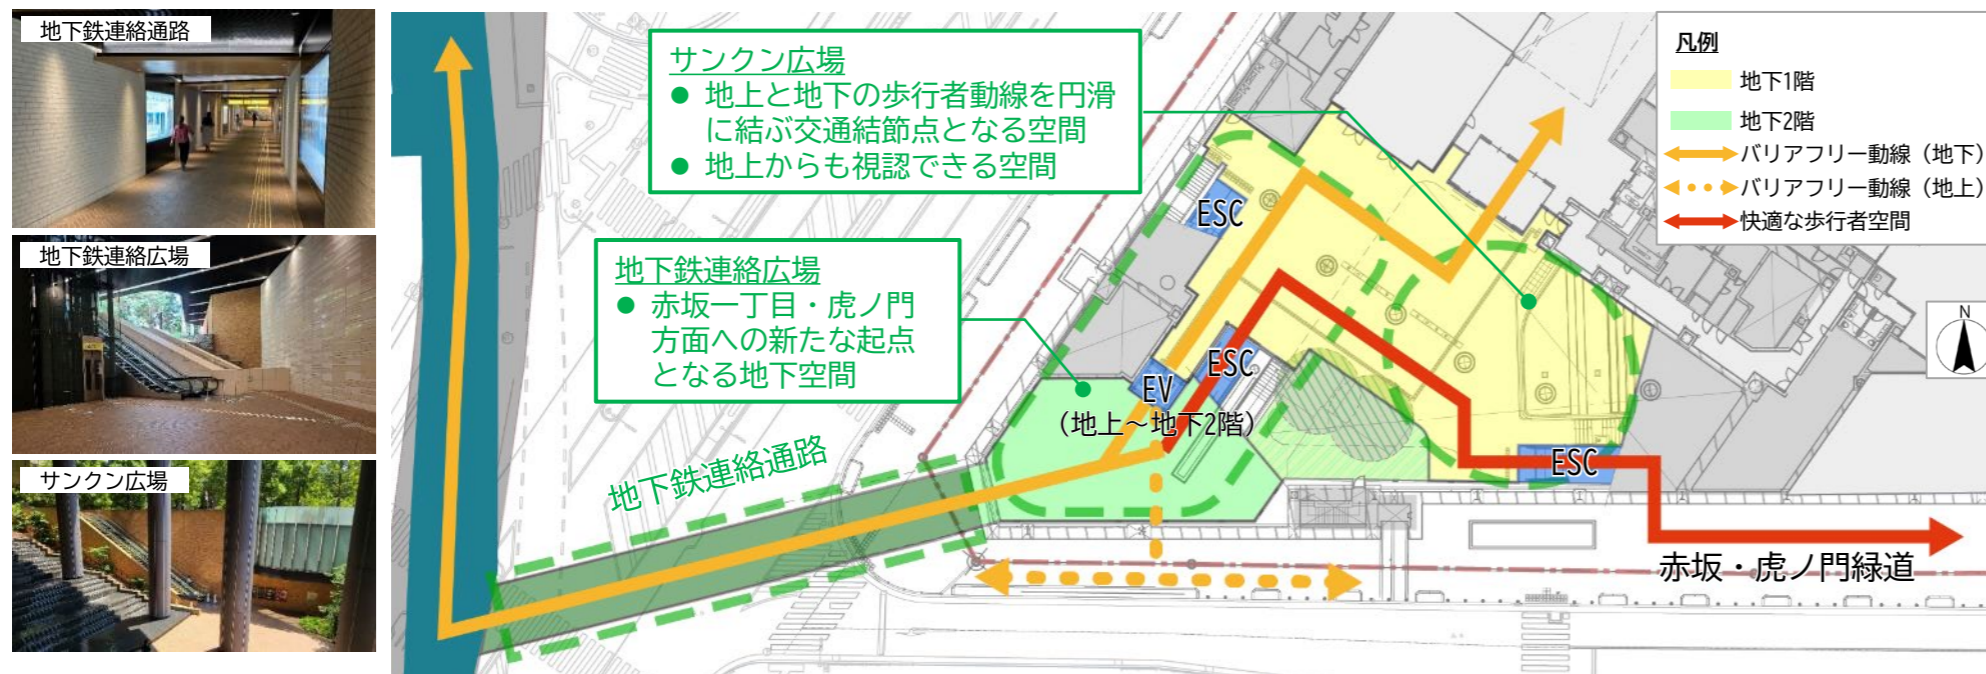 地下鉄連絡通路
地下鉄連絡広場
サンクン広場
サンクン広場
● 地上と地下の歩行者動線を円滑
に結ぶ交通結節点となる空間
● 地上からも視認できる空間
地下鉄連絡広場
● 赤坂一丁目・虎ノ門
方面への新たな起点
となる地下空間
地下鉄連絡通路
ESC
ESC
EV
(地上～地下2階)
ESC
赤坂・虎ノ門緑道
凡例
地下1階
地下2階
バリアフリー動線（地下）
バリアフリー動線（地上）
快適な歩行者空間
N